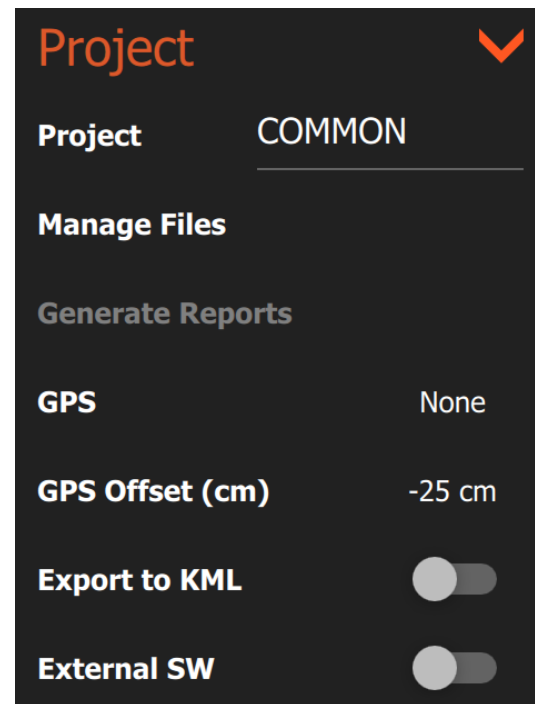 Project
Project COMMON
Manage Files
Generate Reports
GPS None
GPS Offset (cm) -25 cm
Export to KML
External SW